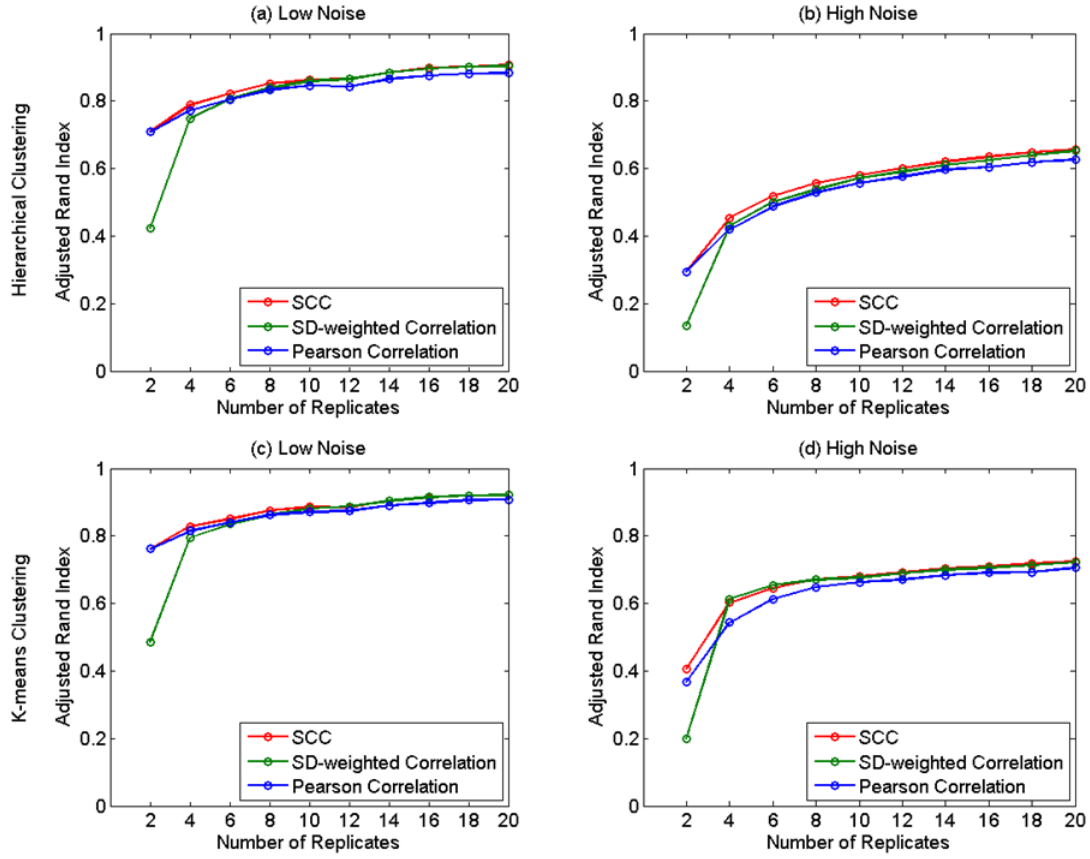 (a) Low Noise
Hierarchical Clustering
Adjusted Rand Index
1
0.8
0.6
0.4
0.2
0
SCC
SD-weighted Correlation
Pearson Correlation
2 4 6 8 10 12 14 16 18 20
Number of Replicates
(b) High Noise
Adjusted Rand Index
1
0.8
0.6
0.4
0.2
0
SCC
SD-weighted Correlation
Pearson Correlation
2 4 6 8 10 12 14 16 18 20
Number of Replicates
(c) Low Noise
K-means Clustering
Adjusted Rand Index
1
0.8
0.6
0.4
0.2
0
SCC
SD-weighted Correlation
Pearson Correlation
2 4 6 8 10 12 14 16 18 20
Number of Replicates
(d) High Noise
Adjusted Rand Index
1
0.8
0.6
0.4
0.2
0
SCC
SD-weighted Correlation
Pearson Correlation
2 4 6 8 10 12 14 16 18 20
Number of Replicates